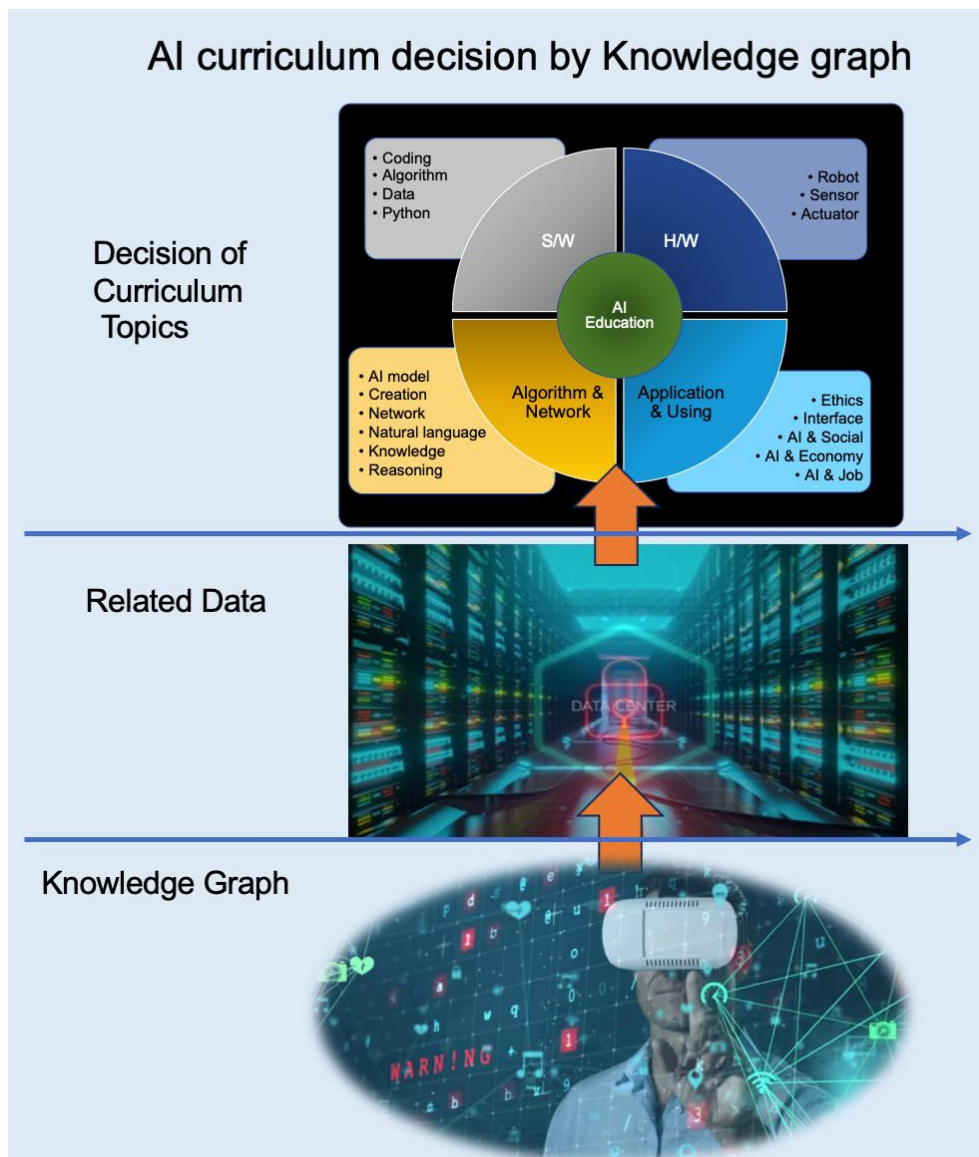 AI curriculum decision by Knowledge graph
Decision of
Curriculum
Topics
• Coding
• Algorithm
• Data
• Python
• Robot
• Sensor
• Actuator
S/W
H/W
AI
Education
Algorithm &
Network
Application
& Using
• AI model
• Creation
• Network
• Natural language
• Knowledge
• Reasoning
• Ethics
• Interface
• AI & Social
• AI & Economy
• AI & Job
Related Data
DATA CENTER
Knowledge Graph
WARN!NG